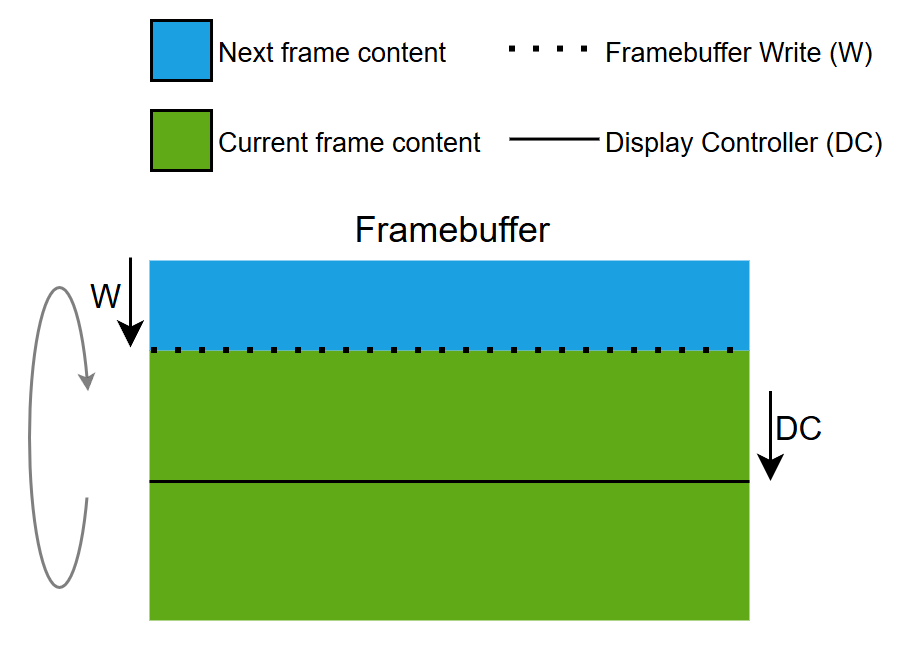 Next frame content
Framebuffer Write (W)
Current frame content
Display Controller (DC)
Framebuffer
W
DC